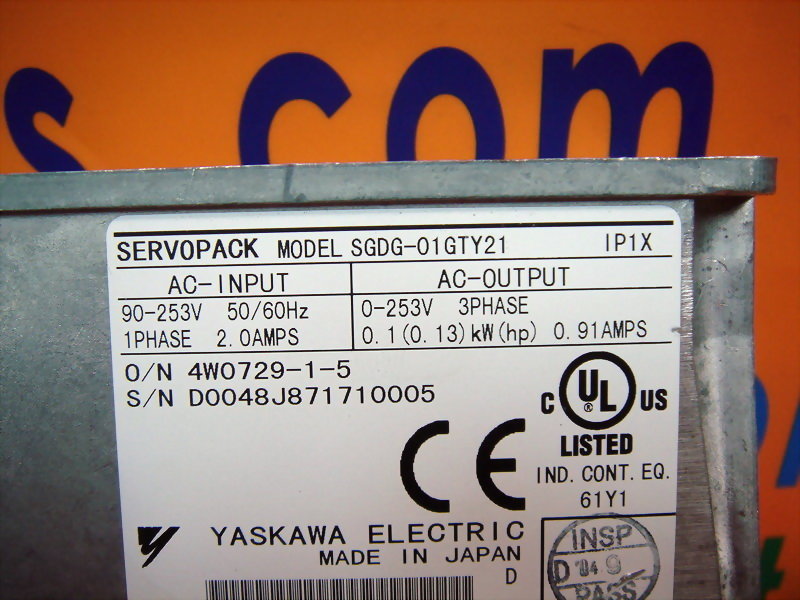 s.com
SERVOPACK MODEL SGDG-01GTY21 IP1X
AC-INPUT AC-OUTPUT
90-253V 50/60Hz 0-253V 3PHASE
1PHASE 2.0AMPS 0.1(0.13)kW(hp) 0.91AMPS
O/N 4W0729-1-5
S/N D0048J871710005
C UL ® US
LISTED
IND. CONT. EQ.
61Y1
CE
YASKAWA ELECTRIC
MADE IN JAPAN
D
INSP
D '04 9
PASS